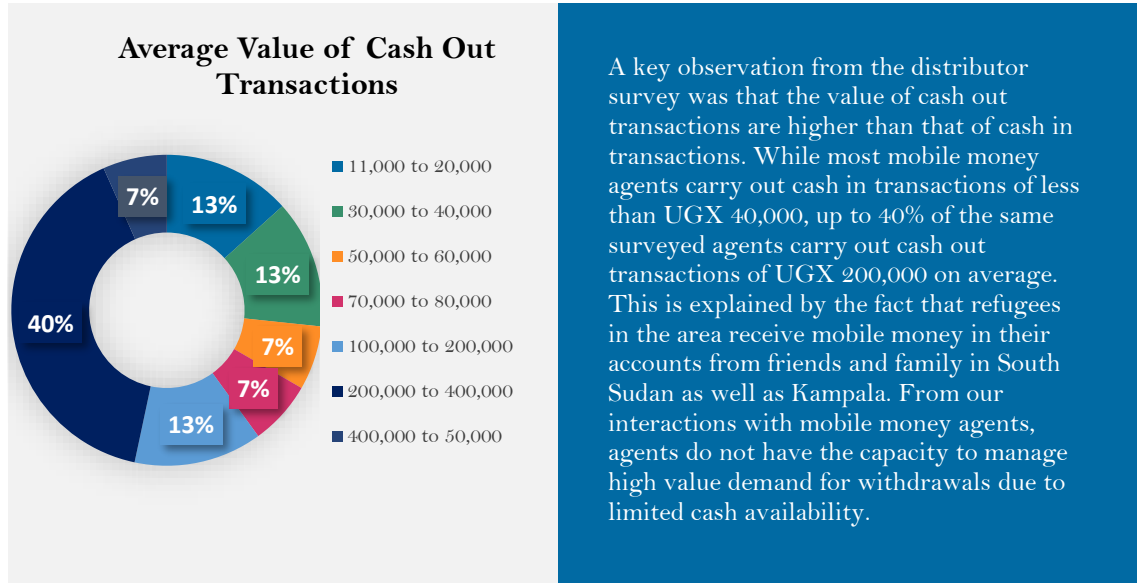 Average Value of Cash Out
Transactions
7%
13%
13%
7%
7%
13%
40%
11,000 to 20,000
30,000 to 40,000
50,000 to 60,000
70,000 to 80,000
100,000 to 200,000
200,000 to 400,000
400,000 to 50,000
A key observation from the distributor
survey was that the value of cash out
transactions are higher than that of cash in
transactions. While most mobile money
agents carry out cash in transactions of less
than UGX 40,000, up to 40% of the same
surveyed agents carry out cash out
transactions of UGX 200,000 on average.
This is explained by the fact that refugees
in the area receive mobile money in their
accounts from friends and family in South
Sudan as well as Kampala. From our
interactions with mobile money agents,
agents do not have the capacity to manage
high value demand for withdrawals due to
limited cash availability.